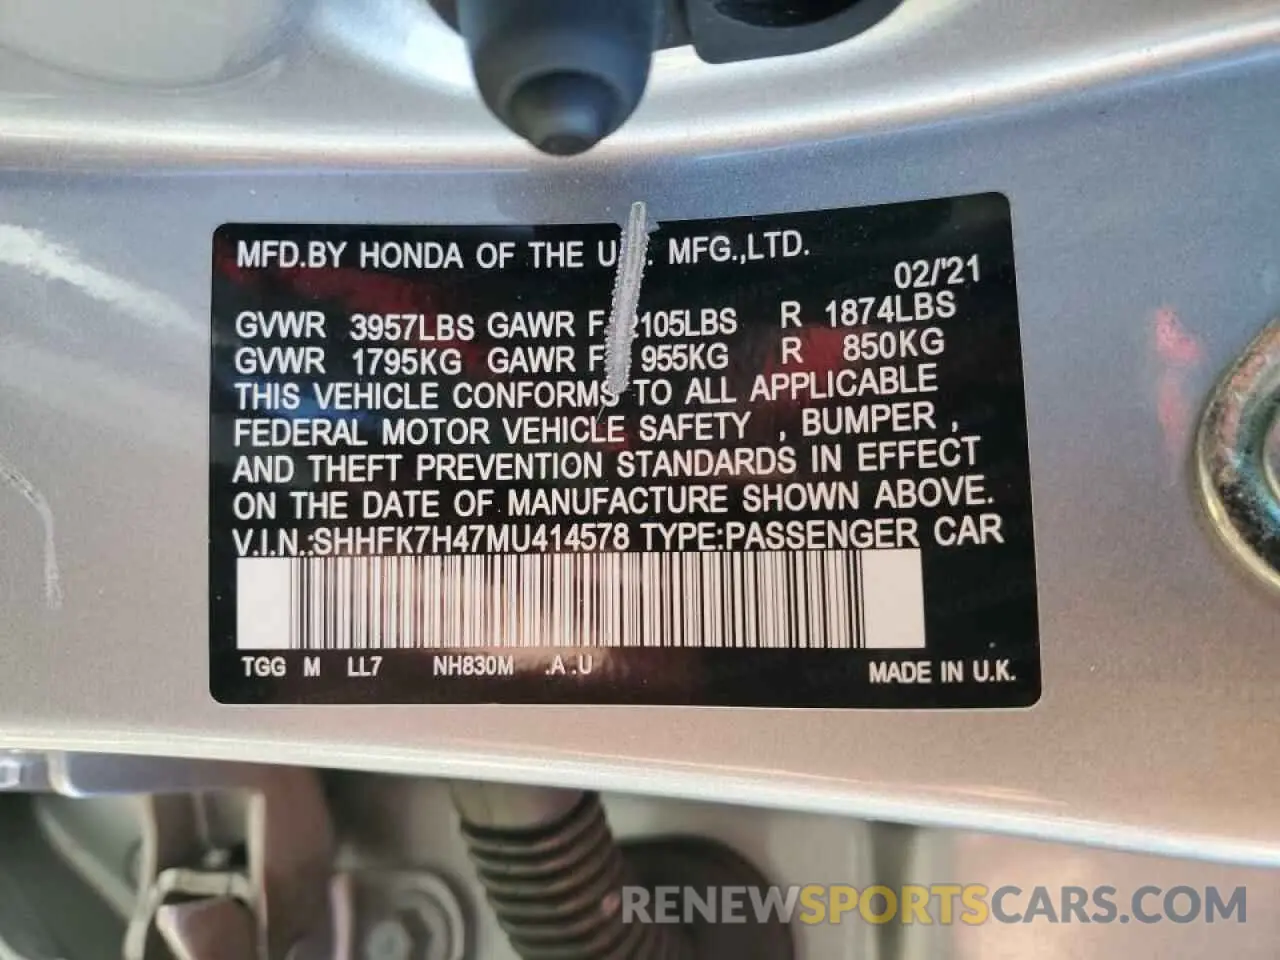 MFD.BY HONDA OF THE MFG.,LTD.
02/'21
GVWR 3957LBS GAWR F 2105LBS R 1874LBS
GVWR 1795KG GAWR F 955KG R 850KG
THIS VEHICLE CONFORMS TO ALL APPLICABLE
FEDERAL MOTOR VEHICLE SAFETY , BUMPER ,
AND THEFT PREVENTION STANDARDS IN EFFECT
ON THE DATE OF MANUFACTURE SHOWN ABOVE.
V.I.N.:SHHFK7H47MU414578 TYPE:PASSENGER CAR
TGG M LL7 NH830M .A .U MADE IN U.K.
RENEWSPORTSCARS.COM